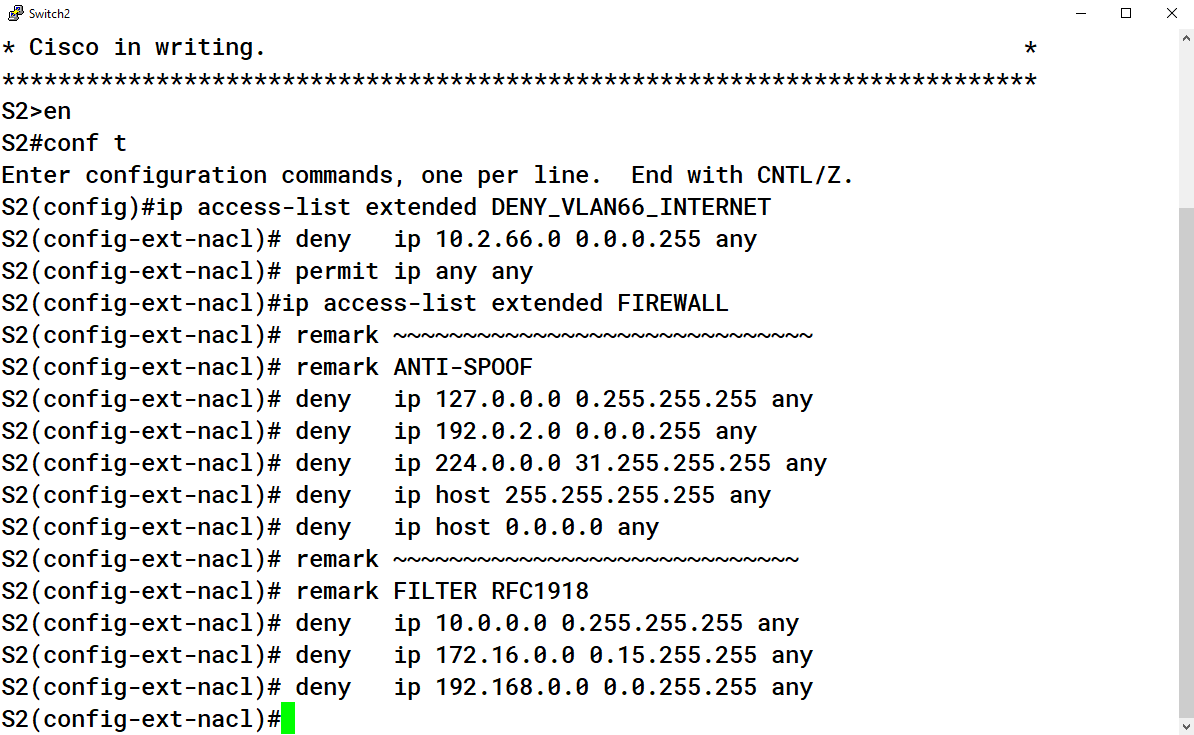 Switch2
* Cisco in writing.                                                      *
**************************************************************************
S2>en
S2#conf t
Enter configuration commands, one per line.  End with CNTL/Z.
S2(config)#ip access-list extended DENY_VLAN66_INTERNET
S2(config-ext-nacl)# deny   ip 10.2.66.0 0.0.0.255 any
S2(config-ext-nacl)# permit ip any any
S2(config-ext-nacl)#ip access-list extended FIREWALL
S2(config-ext-nacl)# remark ~~~~~~~~~~~~~~~~~~~~~~~~~~~~~~
S2(config-ext-nacl)# remark ANTI-SPOOF
S2(config-ext-nacl)# deny   ip 127.0.0.0 0.255.255.255 any
S2(config-ext-nacl)# deny   ip 192.0.2.0 0.0.0.255 any
S2(config-ext-nacl)# deny   ip 224.0.0.0 31.255.255.255 any
S2(config-ext-nacl)# deny   ip host 255.255.255.255 any
S2(config-ext-nacl)# deny   ip host 0.0.0.0 any
S2(config-ext-nacl)# remark ~~~~~~~~~~~~~~~~~~~~~~~~~~~~~
S2(config-ext-nacl)# remark FILTER RFC1918
S2(config-ext-nacl)# deny   ip 10.0.0.0 0.255.255.255 any
S2(config-ext-nacl)# deny   ip 172.16.0.0 0.15.255.255 any
S2(config-ext-nacl)# deny   ip 192.168.0.0 0.0.255.255 any
S2(config-ext-nacl)#